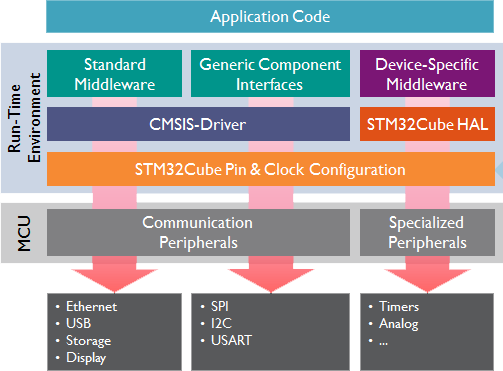 Application Code
Run-Time
Environment
Standard
Middleware
Generic Component
Interfaces
Device-Specific
Middleware
CMSIS-Driver
STM32Cube HAL
STM32Cube Pin & Clock Configuration
MCU
Communication
Peripherals
Specialized
Peripherals
• Ethernet
• USB
• Storage
• Display
• SPI
• I2C
• USART
• Timers
• Analog
• ...